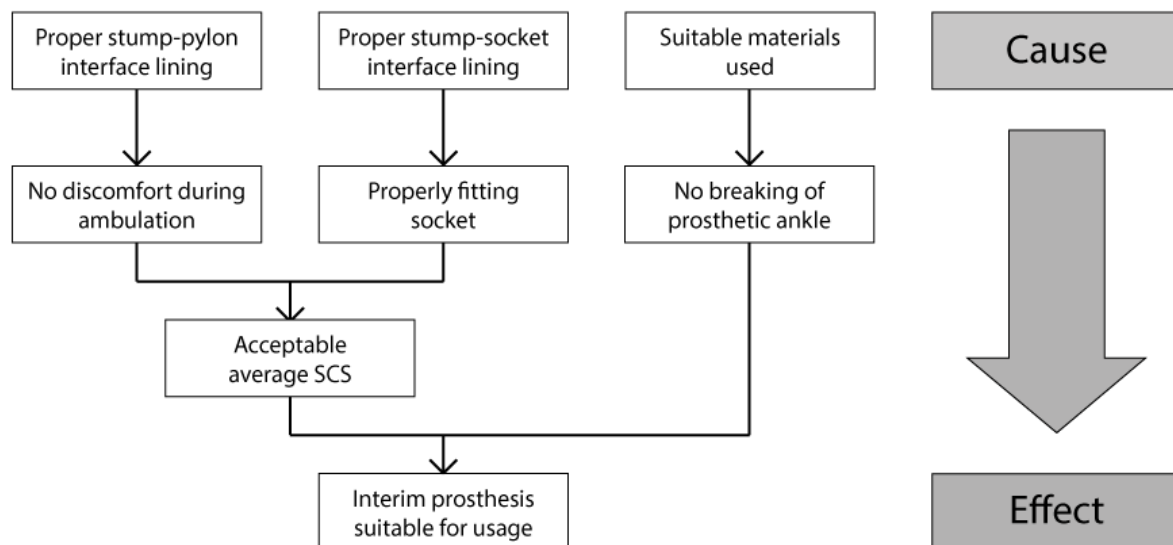 Proper stump-pylon
interface lining
Proper stump-socket
interface lining
Suitable materials
used
Cause
No discomfort during
ambulation
Properly fitting
socket
No breaking of
prosthetic ankle
Acceptable
average SCS
Interim prosthesis
suitable for usage
Effect